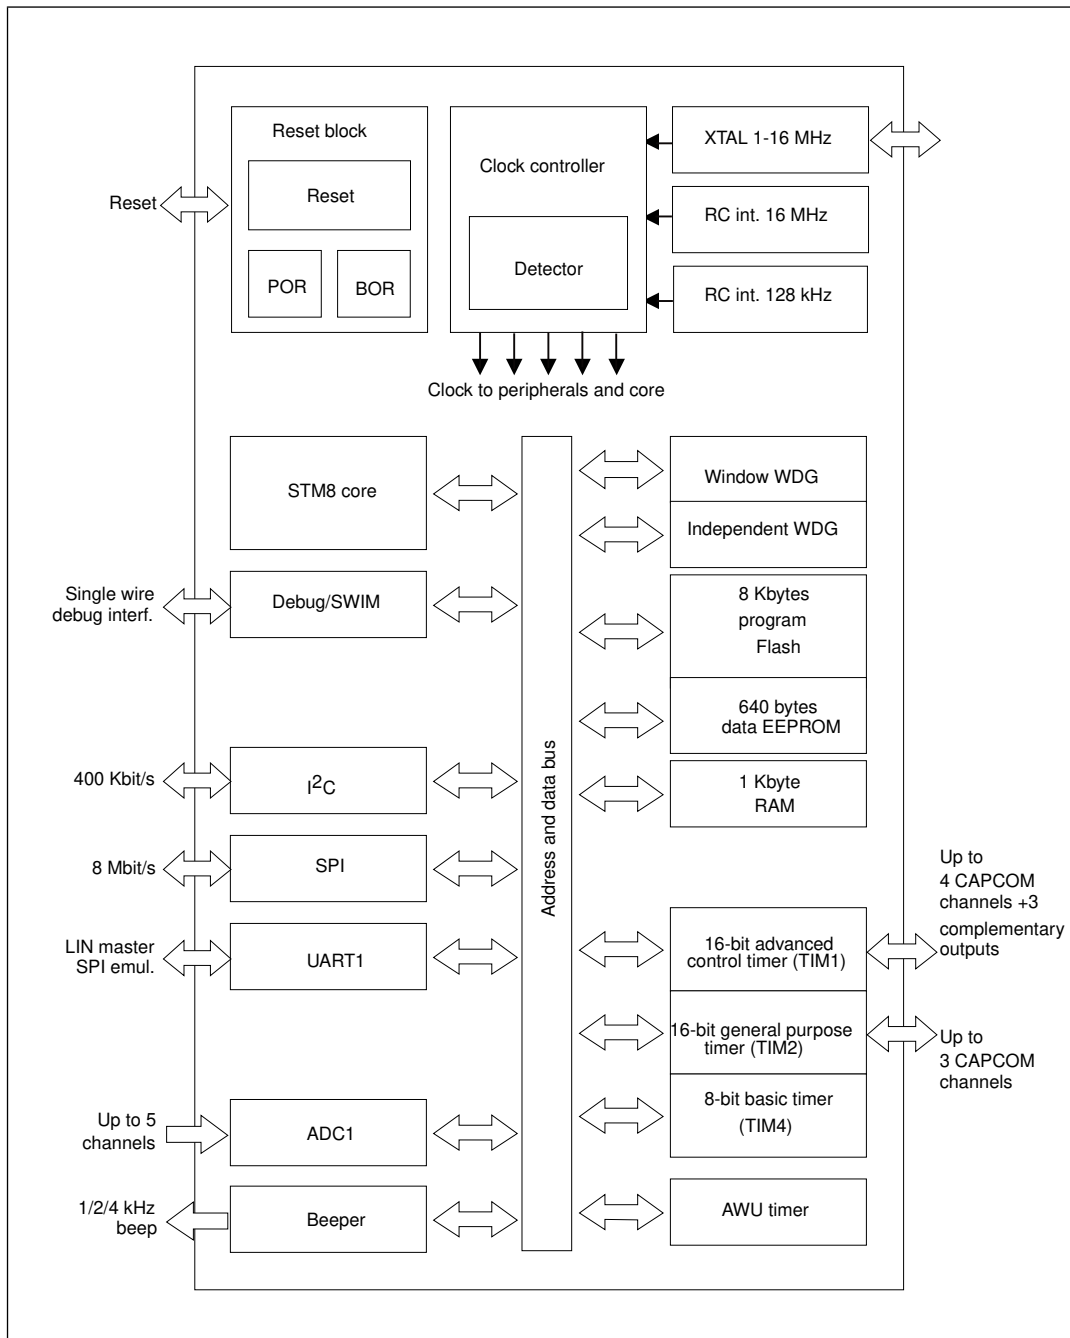 Reset block
Reset
POR
BOR
Reset
Clock controller
Detector
XTAL 1-16 MHz
RC int. 16 MHz
RC int. 128 kHz
Clock to peripherals and core
STM8 core
Single wire
debug interf.
Debug/SWIM
400 Kbit/s
I²C
8 Mbit/s
SPI
LIN master
SPI emul.
UART1
Up to 5
channels
ADC1
1/2/4 kHz
beep
Beeper
Address and data bus
Window WDG
Independent WDG
8 Kbytes
program
Flash
640 bytes
data EEPROM
1 Kbyte
RAM
16-bit advanced
control timer (TIM1)
Up to
4 CAPCOM
channels +3
complementary
outputs
16-bit general purpose
timer (TIM2)
Up to
3 CAPCOM
channels
8-bit basic timer
(TIM4)
AWU timer